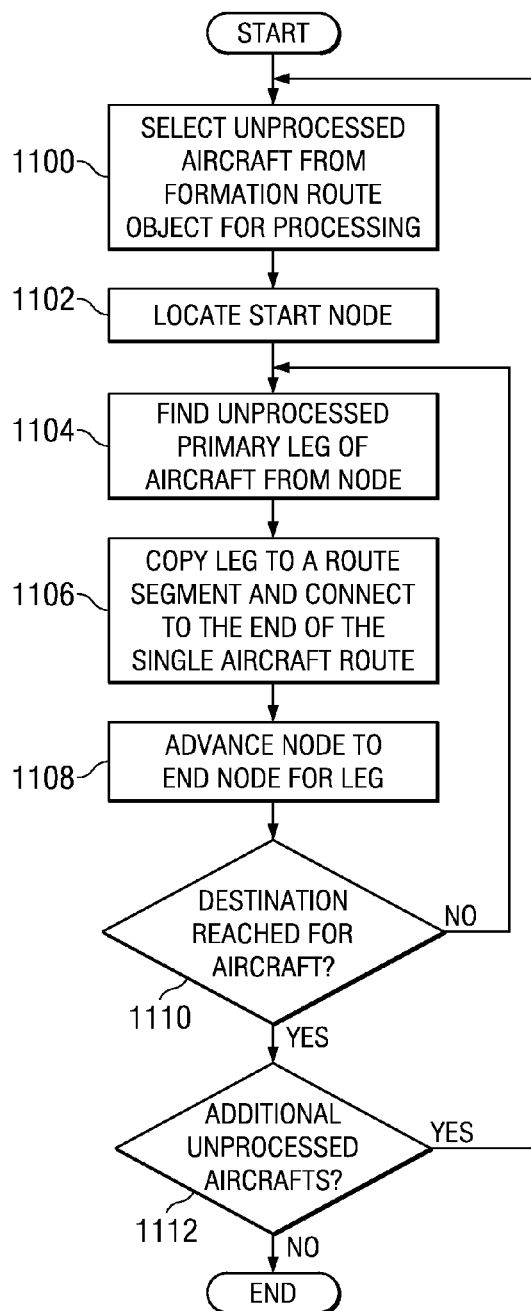 START
1100
SELECT UNPROCESSED
AIRCRAFT FROM
FORMATION ROUTE
OBJECT FOR PROCESSING
1102
LOCATE START NODE
1104
FIND UNPROCESSED
PRIMARY LEG OF
AIRCRAFT FROM NODE
1106
COPY LEG TO A ROUTE
SEGMENT AND CONNECT
TO THE END OF THE
SINGLE AIRCRAFT ROUTE
1108
ADVANCE NODE TO
END NODE FOR LEG
DESTINATION
REACHED FOR
AIRCRAFT?
NO
1110
YES
ADDITIONAL
UNPROCESSED
AIRCRAFTS?
YES
1112
NO
END